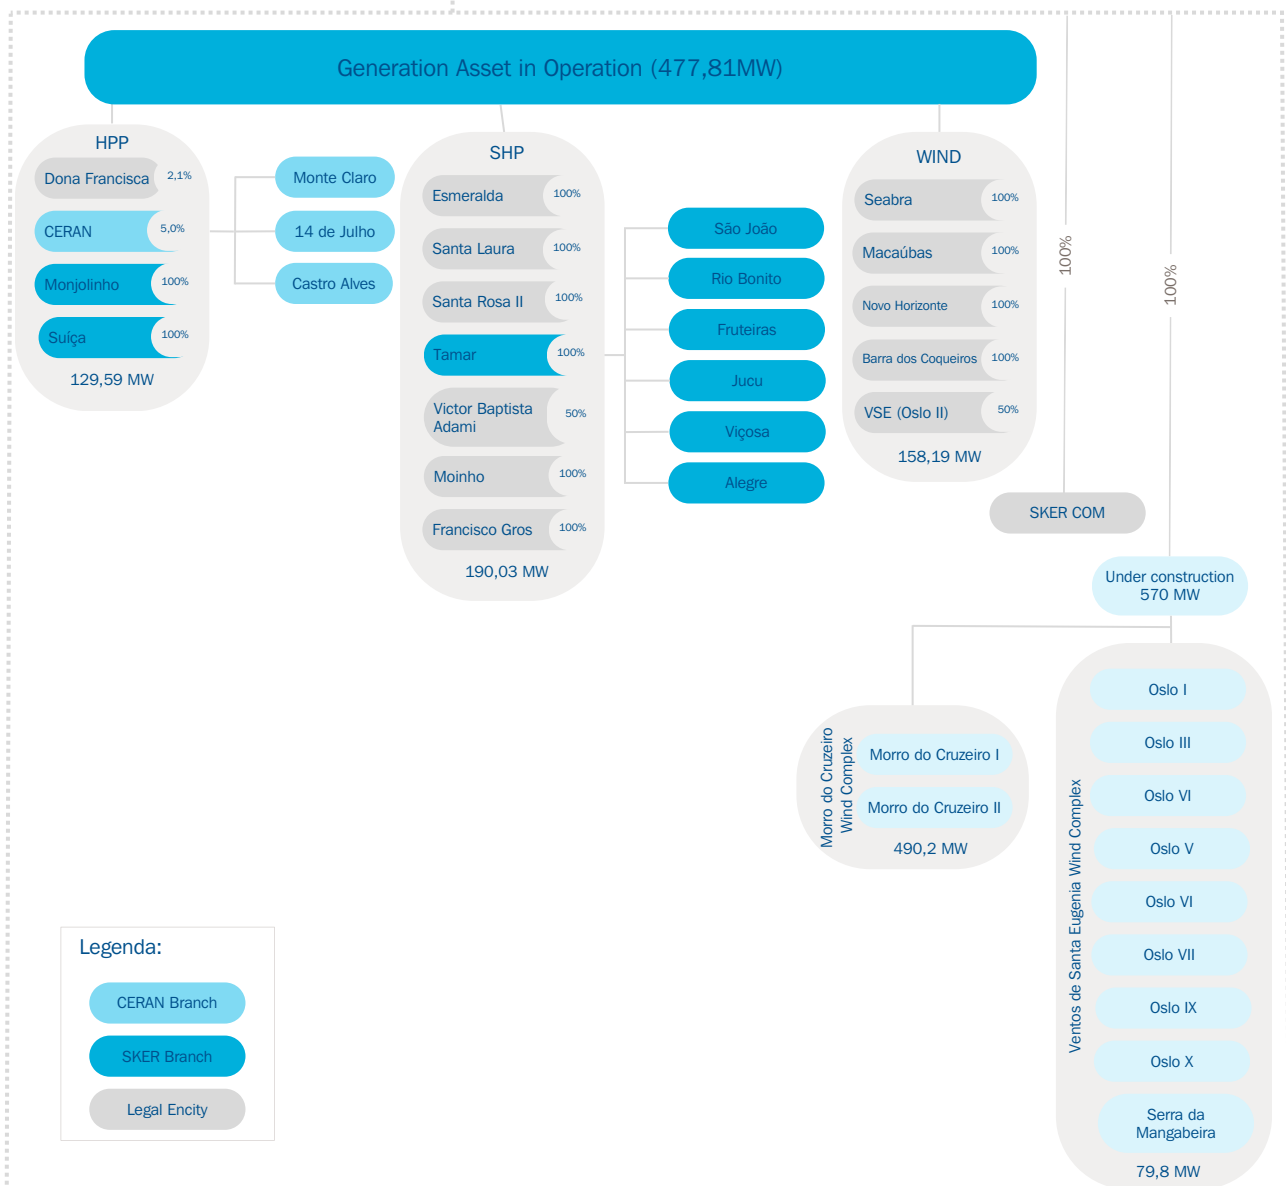 Generation Asset in Operation (477,81MW)
HPP
Dona Francisca 2,1%
CERAN 5,0%
Monjolinho 100%
Suíça 100%
129,59 MW
Monte Claro
14 de Julho
Castro Alves
SHP
Esmeralda 100%
Santa Laura 100%
Santa Rosa II 100%
Tamar 100%
Victor Baptista
Adami 50%
Moinho 100%
Francisco Gros 100%
190,03 MW
São João
Rio Bonito
Fruteiras
Jucu
Viçosa
Alegre
WIND
Seabra 100%
Macaúbas 100%
Novo Horizonte 100%
Barra dos Coqueiros 100%
VSE (Oslo II) 50%
158,19 MW
100%
SKER COM
100%
Under construction
570 MW
Morro do Cruzeiro
Wind Complex
Morro do Cruzeiro I
Morro do Cruzeiro II
490,2 MW
Ventos de Santa Eugenia Wind Complex
Oslo I
Oslo III
Oslo VI
Oslo V
Oslo VI
Oslo VII
Oslo IX
Oslo X
Serra da
Mangabeira
79,8 MW
Legenda:
CERAN Branch
SKER Branch
Legal Encity